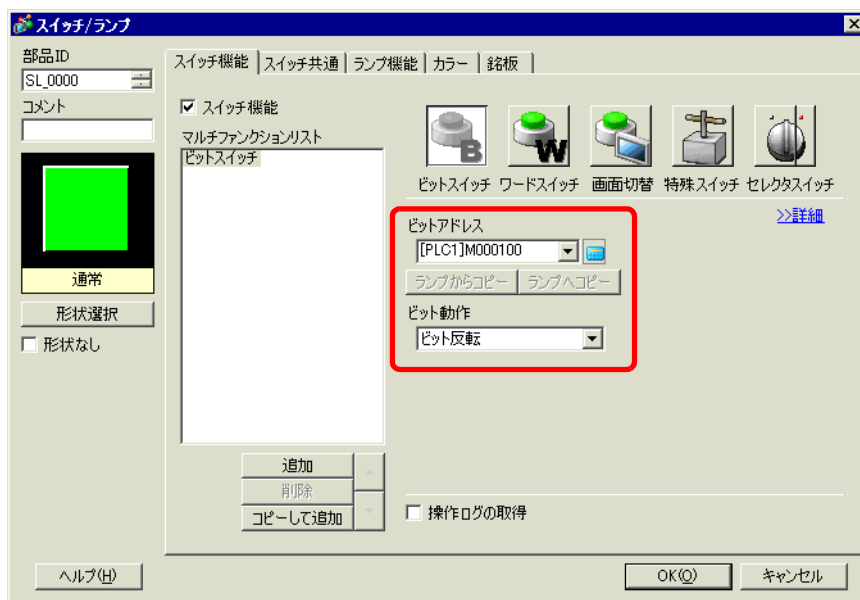 スイッチ/ランプ
部品ID
SL_0000
コメント
通常
形状選択
形状なし
スイッチ機能 スイッチ共通 ランプ機能 カラー 銘板
スイッチ機能
マルチファンクションリスト
ビットスイッチ
追加
削除
コピーして追加
B
W
ビットスイッチ ワードスイッチ 画面切替 特殊スイッチ セレクタスイッチ
>>詳細
ビットアドレス
[PLC1]M000100
ランプからコピー ランプへコピー
ビット動作
ビット反転
操作ログの取得
ヘルプ(H)
OK(O) キャンセル